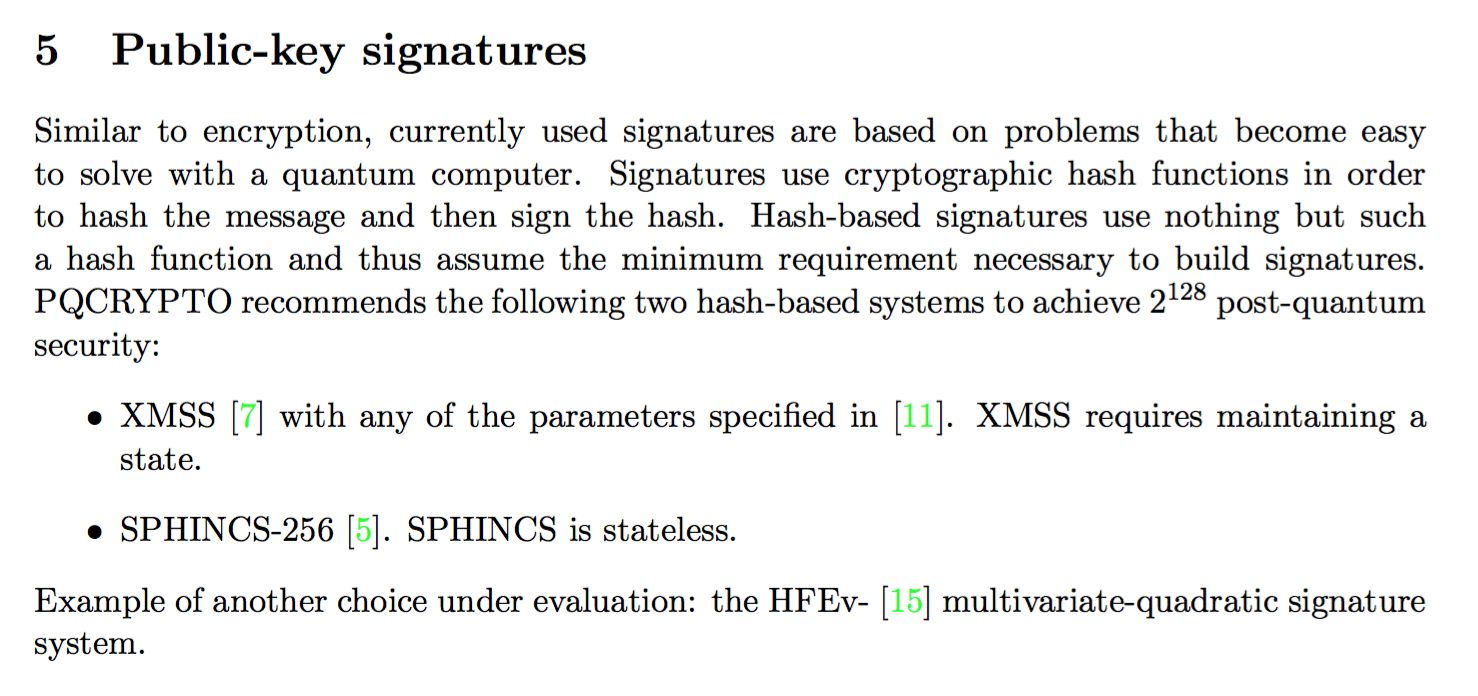 5 Public-key signatures
Similar to encryption, currently used signatures are based on problems that become easy
to solve with a quantum computer. Signatures use cryptographic hash functions in order
to hash the message and then sign the hash. Hash-based signatures use nothing but such
a hash function and thus assume the minimum requirement necessary to build signatures.
PQCRYPTO recommends the following two hash-based systems to achieve 2¹²⁸ post-quantum
security:
• XMSS [7] with any of the parameters specified in [11]. XMSS requires maintaining a
state.
• SPHINCS-256 [5]. SPHINCS is stateless.
Example of another choice under evaluation: the HFEv- [15] multivariate-quadratic signature
system.